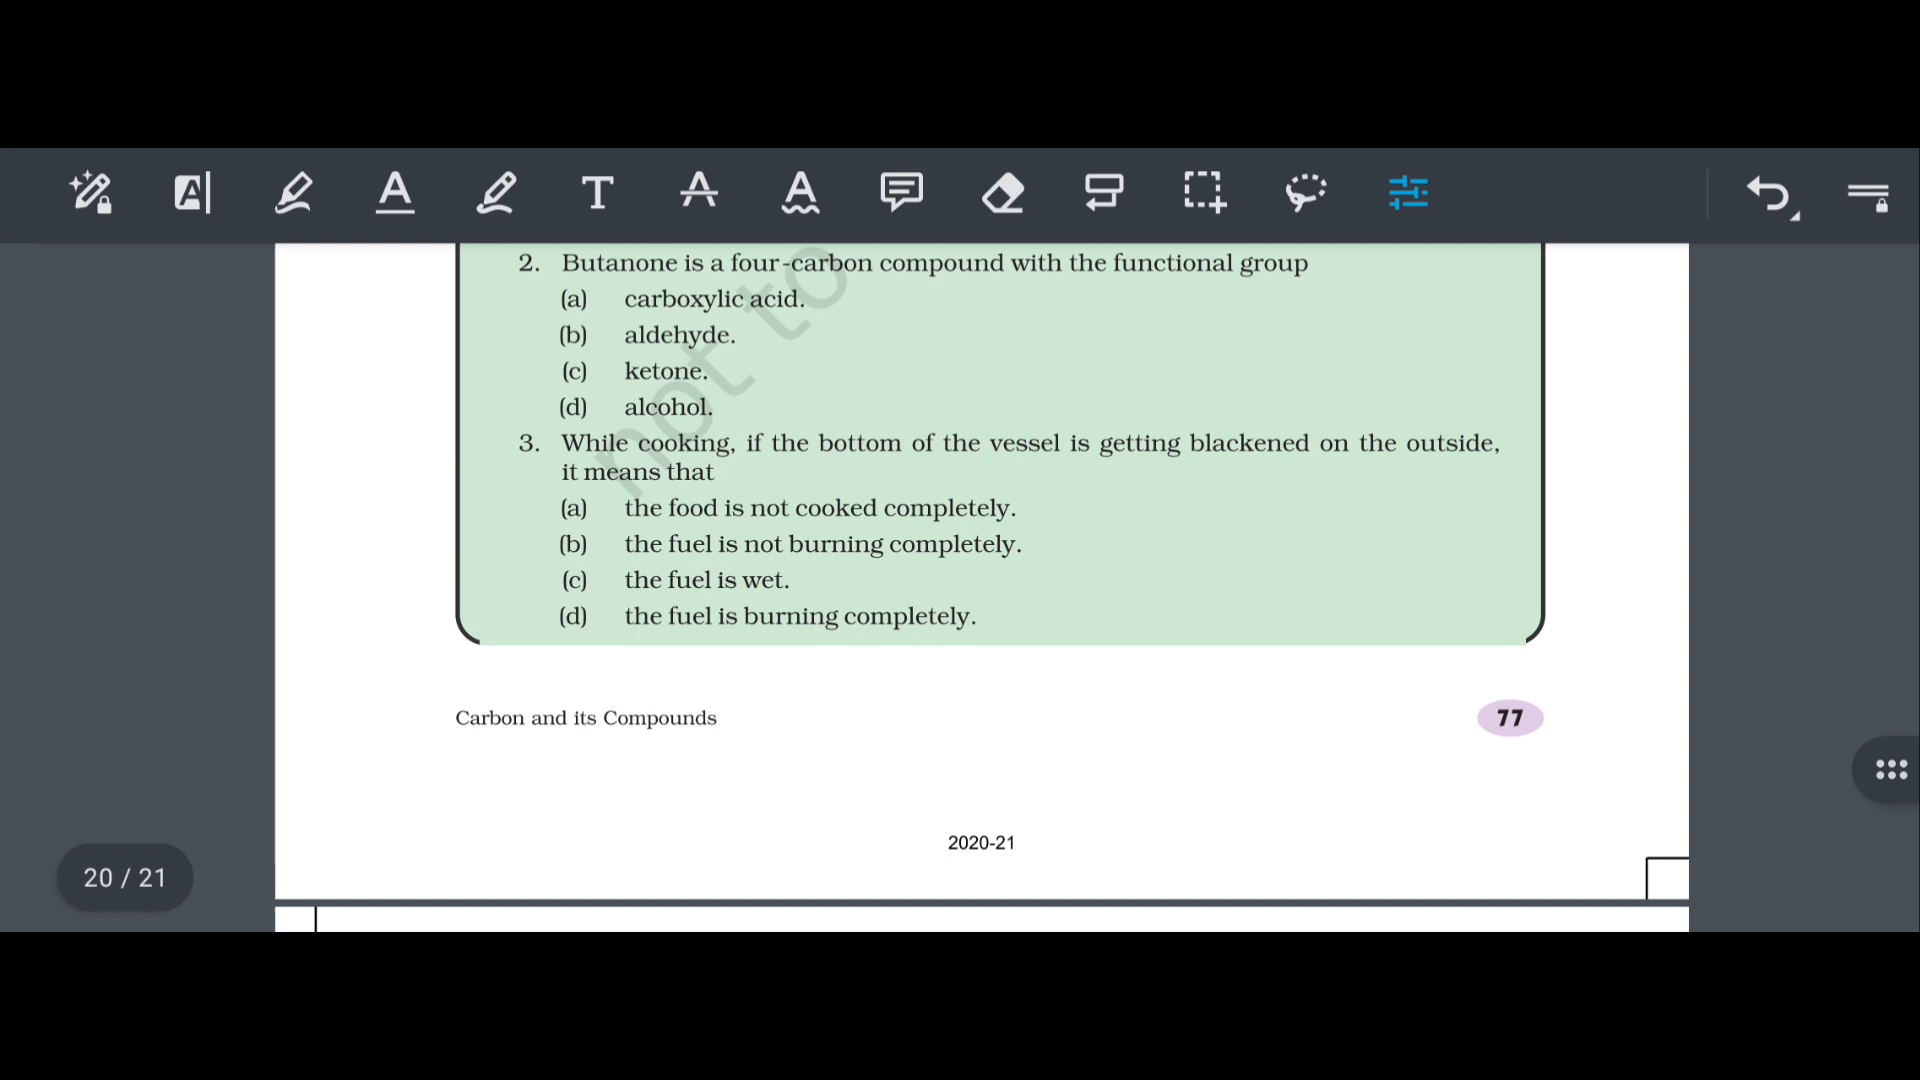 2. Butanone is a four-carbon compound with the functional group
(a) carboxylic acid.
(b) aldehyde.
(c) ketone.
(d) alcohol.
3. While cooking, if the bottom of the vessel is getting blackened on the outside,
it means that
(a) the food is not cooked completely.
(b) the fuel is not burning completely.
(c) the fuel is wet.
(d) the fuel is burning completely.
not to
Carbon and its Compounds
77
2020-21
20 / 21